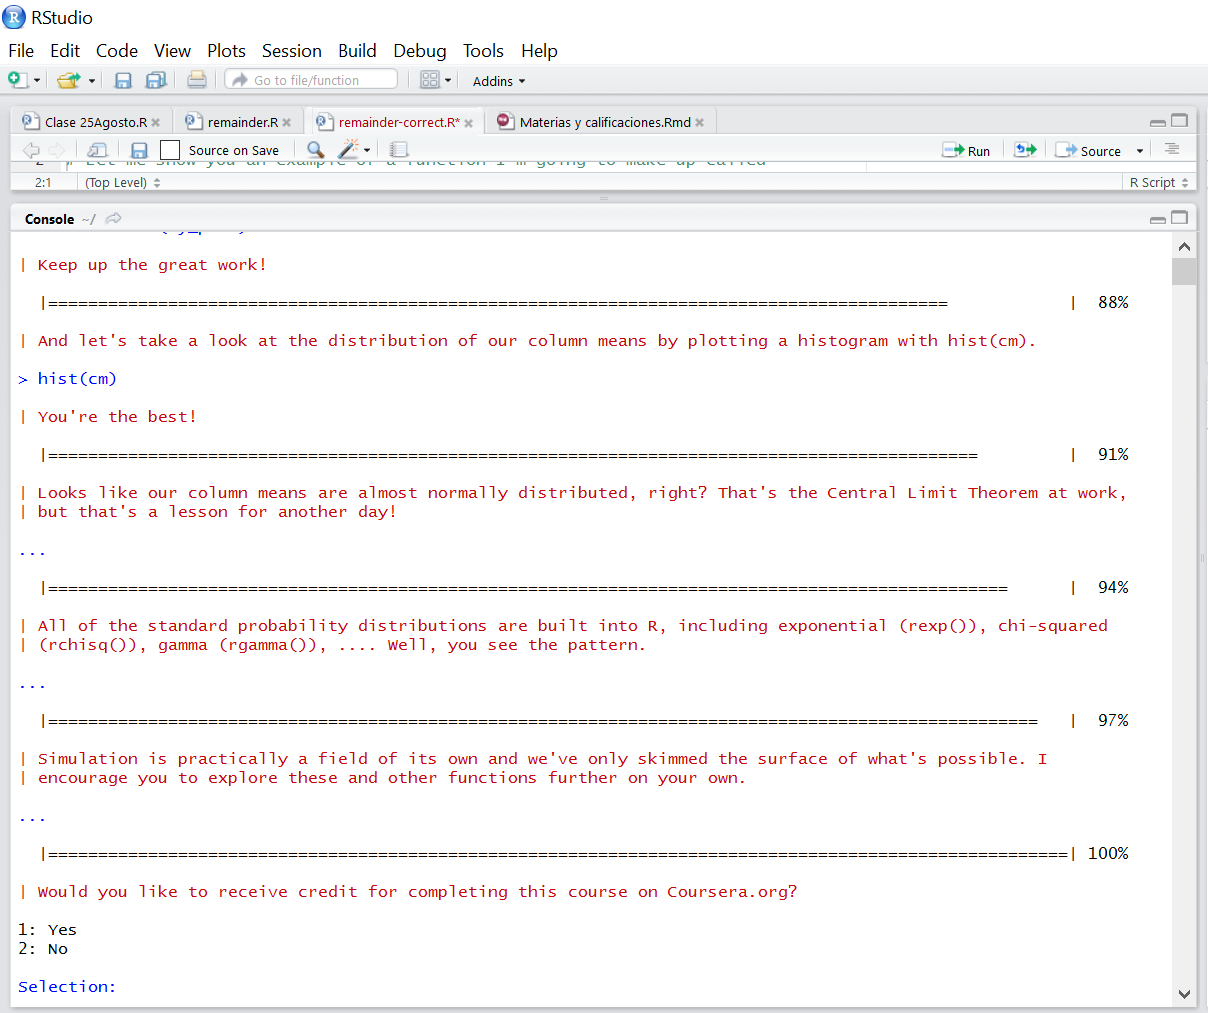 RStudio
File Edit Code View Plots Session Build Debug Tools Help
Go to file/function Addins
Clase 25Agosto.R remainder.R remainder-correct.R* Materias y calificaciones.Rmd
Source on Save Run Source
2:1 (Top Level) R Script
Console ~/
| Keep up the great work!
|==========================================================================================            |  88%
| And let's take a look at the distribution of our column means by plotting a histogram with hist(cm).
> hist(cm)
| You're the best!
|=============================================================================================         |  91%
| Looks like our column means are almost normally distributed, right? That's the Central Limit Theorem at work,
| but that's a lesson for another day!
...
|================================================================================================      |  94%
| All of the standard probability distributions are built into R, including exponential (rexp()), chi-squared
| (rchisq()), gamma (rgamma()), .... Well, you see the pattern.
...
|===================================================================================================   |  97%
| Simulation is practically a field of its own and we've only skimmed the surface of what's possible. I
| encourage you to explore these and other functions further on your own.
...
|======================================================================================================| 100%
| Would you like to receive credit for completing this course on Coursera.org?
1: Yes
2: No
Selection: